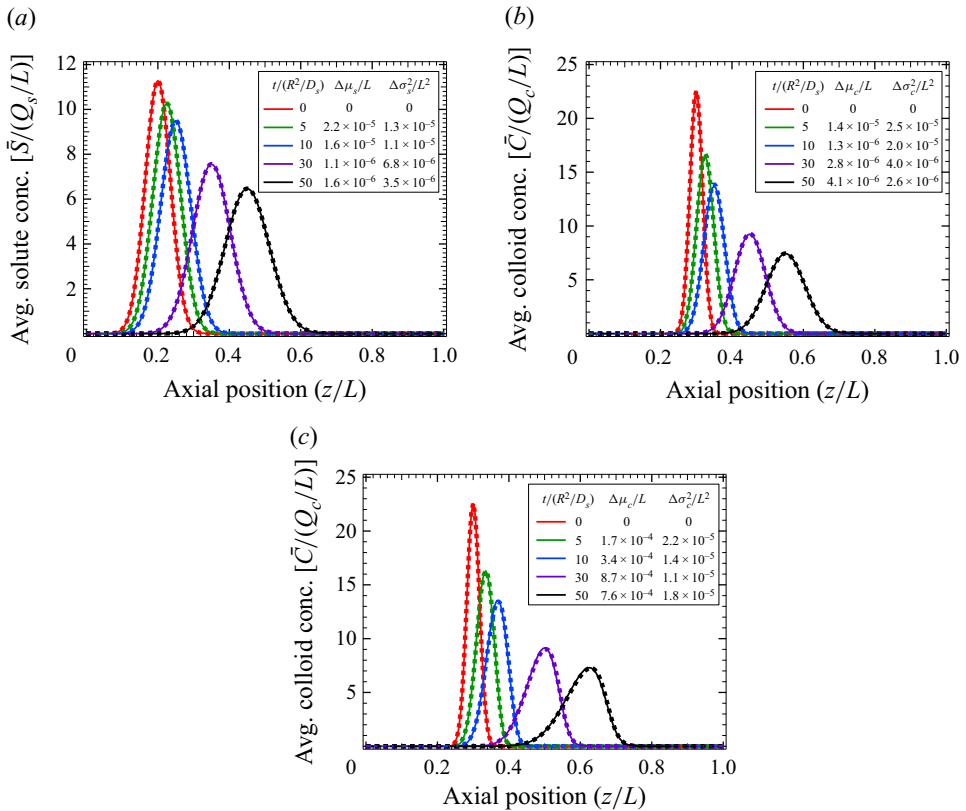 (a)
Avg. solute conc. [S̄/(Q_s/L)]
12
10
8
6
4
2
t/(R²/D_s) Δμ_s/L Δσ_s²/L²
0 0 0
5 2.2 × 10⁻⁵ 1.3 × 10⁻⁵
10 1.6 × 10⁻⁵ 1.1 × 10⁻⁵
30 1.1 × 10⁻⁶ 6.8 × 10⁻⁶
50 1.6 × 10⁻⁶ 3.5 × 10⁻⁶
0 0.2 0.4 0.6 0.8 1.0
Axial position (z/L)
(b)
Avg. colloid conc. [C̄/(Q_c/L)]
25
20
15
10
5
t/(R²/D_s) Δμ_c/L Δσ_c²/L²
0 0 0
5 1.4 × 10⁻⁵ 2.5 × 10⁻⁵
10 1.3 × 10⁻⁶ 2.0 × 10⁻⁵
30 2.8 × 10⁻⁶ 4.0 × 10⁻⁶
50 4.1 × 10⁻⁶ 2.6 × 10⁻⁶
0 0.2 0.4 0.6 0.8 1.0
Axial position (z/L)
(c)
Avg. colloid conc. [C̄/(Q_c/L)]
25
20
15
10
5
t/(R²/D_s) Δμ_c/L Δσ_c²/L²
0 0 0
5 1.7 × 10⁻⁴ 2.2 × 10⁻⁵
10 3.4 × 10⁻⁴ 1.4 × 10⁻⁵
30 8.7 × 10⁻⁴ 1.1 × 10⁻⁵
50 7.6 × 10⁻⁴ 1.8 × 10⁻⁵
0 0.2 0.4 0.6 0.8 1.0
Axial position (z/L)